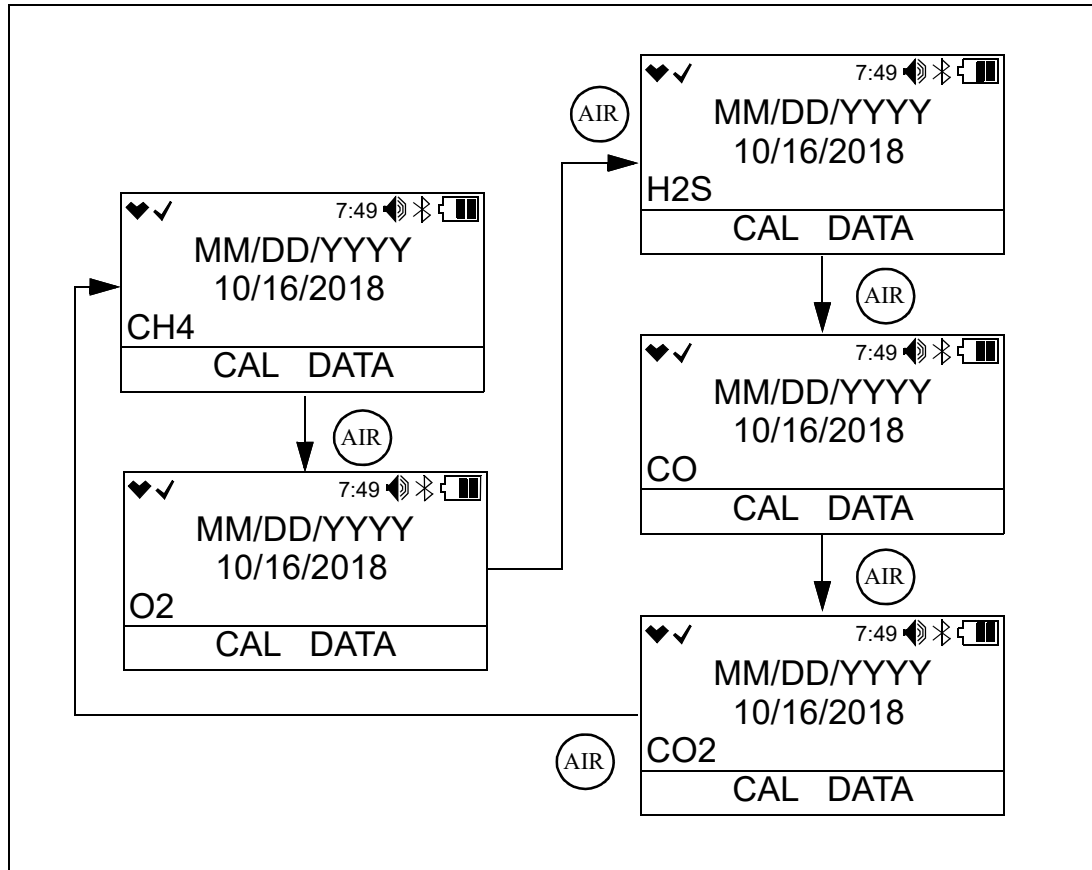 7:49
MM/DD/YYYY
10/16/2018
CH4
CAL DATA
AIR
7:49
MM/DD/YYYY
10/16/2018
O2
CAL DATA
AIR
7:49
MM/DD/YYYY
10/16/2018
H2S
CAL DATA
AIR
7:49
MM/DD/YYYY
10/16/2018
CO
CAL DATA
AIR
7:49
MM/DD/YYYY
10/16/2018
CO2
CAL DATA
AIR